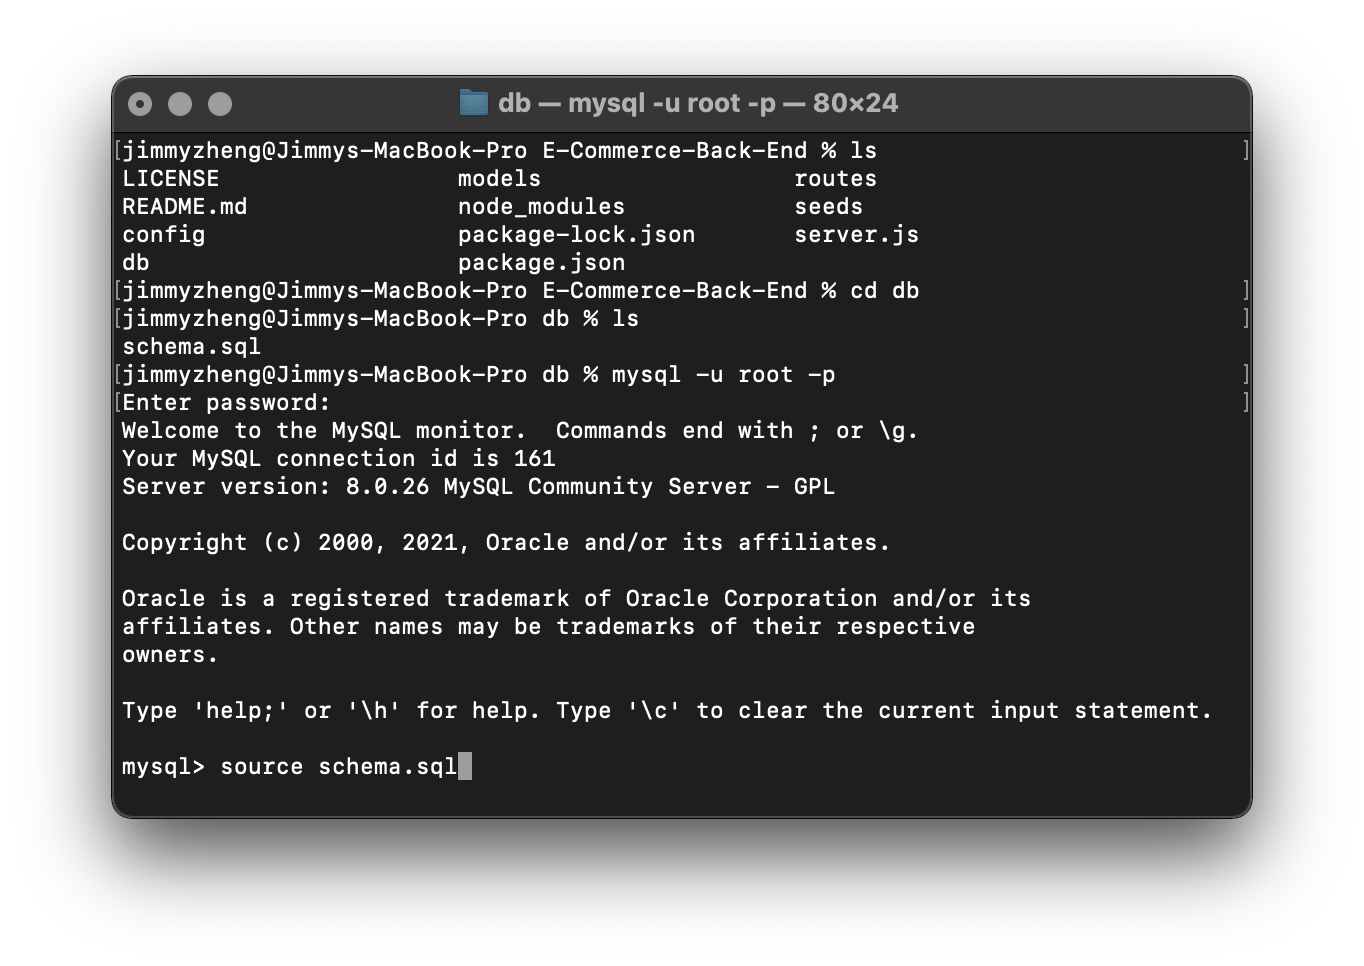 db — mysql -u root -p — 80×24
[jimmyzheng@Jimmys-MacBook-Pro E-Commerce-Back-End % ls ]
LICENSE models routes
README.md node_modules seeds
config package-lock.json server.js
db package.json
[jimmyzheng@Jimmys-MacBook-Pro E-Commerce-Back-End % cd db ]
[jimmyzheng@Jimmys-MacBook-Pro db % ls ]
schema.sql
[jimmyzheng@Jimmys-MacBook-Pro db % mysql -u root -p ]
[Enter password: ]
Welcome to the MySQL monitor.  Commands end with ; or \g.
Your MySQL connection id is 161
Server version: 8.0.26 MySQL Community Server - GPL
Copyright (c) 2000, 2021, Oracle and/or its affiliates.
Oracle is a registered trademark of Oracle Corporation and/or its
affiliates. Other names may be trademarks of their respective
owners.
Type 'help;' or '\h' for help. Type '\c' to clear the current input statement.
mysql> source schema.sql